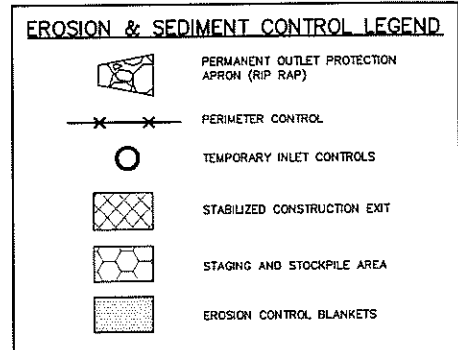 EROSION & SEDIMENT CONTROL LEGEND
PERMANENT OUTLET PROTECTION
APRON (RIP RAP)
PERIMETER CONTROL
TEMPORARY INLET CONTROLS
STABILIZED CONSTRUCTION EXIT
STAGING AND STOCKPILE AREA
EROSION CONTROL BLANKETS